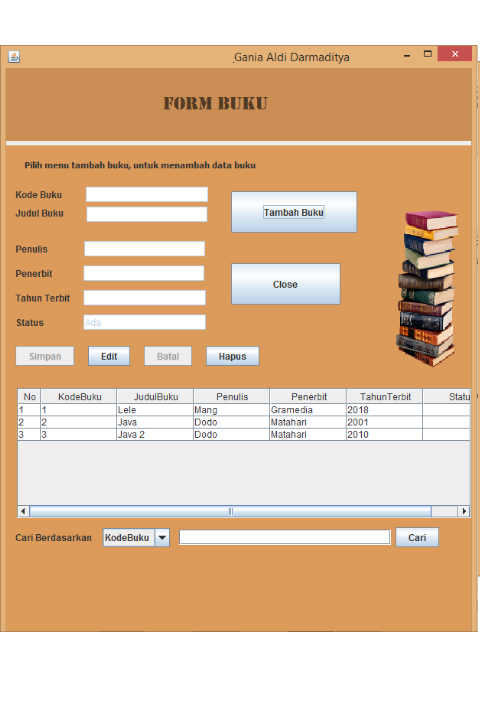 Gania Aldi Darmaditya
FORM BUKU
Pilih menu tambah buku, untuk menambah data buku
Kode Buku
Judul Buku
Tambah Buku
Penulis
Penerbit
Close
Tahun Terbit
Status Ada
Simpan Edit Batal Hapus
No KodeBuku JudulBuku Penulis Penerbit TahunTerbit Statu
1 1 Lele Mang Gramedia 2018
2 2 Java Dodo Matahari 2001
3 3 Java 2 Dodo Matahari 2010
Cari Berdasarkan KodeBuku Cari